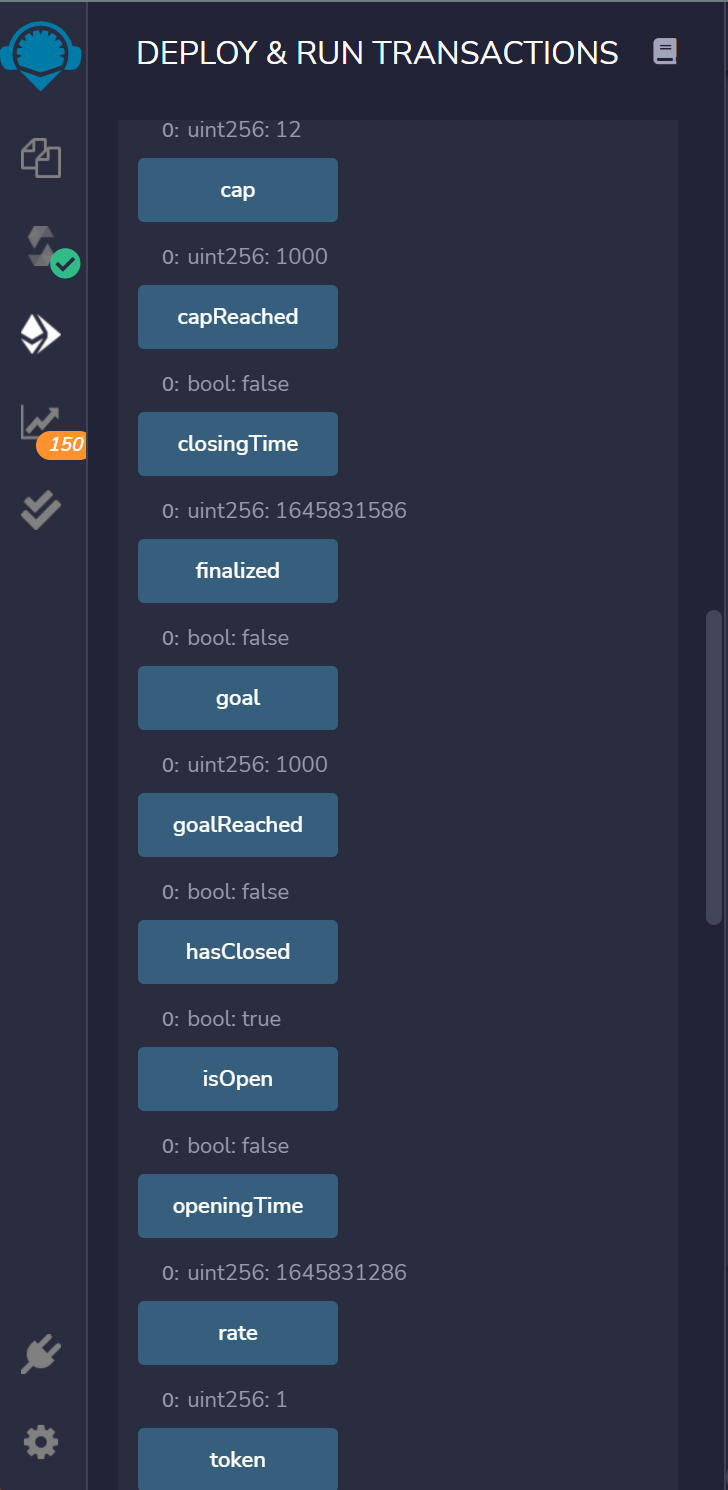 DEPLOY & RUN TRANSACTIONS
0: uint256: 12
cap
0: uint256: 1000
capReached
0: bool: false
closingTime
0: uint256: 1645831586
finalized
0: bool: false
goal
0: uint256: 1000
goalReached
0: bool: false
hasClosed
0: bool: true
isOpen
0: bool: false
openingTime
0: uint256: 1645831286
rate
0: uint256: 1
token
150